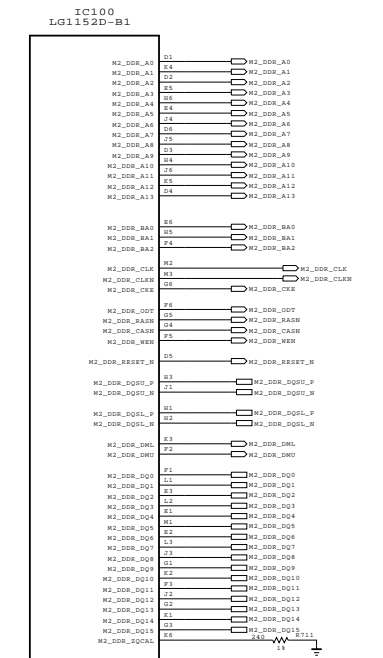 IC100
LG1152D-B1
M2_DDR_A0 D1 M2_DDR_A0
M2_DDR_A1 K4 M2_DDR_A1
M2_DDR_A2 D2 M2_DDR_A2
M2_DDR_A3 E5 M2_DDR_A3
M2_DDR_A4 H6 M2_DDR_A4
M2_DDR_A5 E4 M2_DDR_A5
M2_DDR_A6 J4 M2_DDR_A6
M2_DDR_A7 D6 M2_DDR_A7
M2_DDR_A8 J5 M2_DDR_A8
M2_DDR_A9 D3 M2_DDR_A9
M2_DDR_A10 H4 M2_DDR_A10
M2_DDR_A11 J6 M2_DDR_A11
M2_DDR_A12 K5 M2_DDR_A12
M2_DDR_A13 D4 M2_DDR_A13
M2_DDR_BA0 E6 M2_DDR_BA0
M2_DDR_BA1 H5 M2_DDR_BA1
M2_DDR_BA2 F4 M2_DDR_BA2
M2_DDR_CLK M2 M2_DDR_CLK
M2_DDR_CLKN M3 M2_DDR_CLKN
M2_DDR_CKE G6 M2_DDR_CKE
M2_DDR_ODT F6 M2_DDR_ODT
M2_DDR_RASN G5 M2_DDR_RASN
M2_DDR_CASN G4 M2_DDR_CASN
M2_DDR_WEN F5 M2_DDR_WEN
M2_DDR_RESET_N D5 M2_DDR_RESET_N
M2_DDR_DQSU_P H3 M2_DDR_DQSU_P
M2_DDR_DQSU_N J1 M2_DDR_DQSU_N
M2_DDR_DQSL_P H1 M2_DDR_DQSL_P
M2_DDR_DQSL_N H2 M2_DDR_DQSL_N
M2_DDR_DML K3 M2_DDR_DML
M2_DDR_DMU F2 M2_DDR_DMU
M2_DDR_DQ0 F1 M2_DDR_DQ0
M2_DDR_DQ1 L1 M2_DDR_DQ1
M2_DDR_DQ2 E3 M2_DDR_DQ2
M2_DDR_DQ3 L2 M2_DDR_DQ3
M2_DDR_DQ4 E1 M2_DDR_DQ4
M2_DDR_DQ5 M1 M2_DDR_DQ5
M2_DDR_DQ6 E2 M2_DDR_DQ6
M2_DDR_DQ7 L3 M2_DDR_DQ7
M2_DDR_DQ8 J3 M2_DDR_DQ8
M2_DDR_DQ9 G1 M2_DDR_DQ9
M2_DDR_DQ10 K2 M2_DDR_DQ10
M2_DDR_DQ11 F3 M2_DDR_DQ11
M2_DDR_DQ12 J2 M2_DDR_DQ12
M2_DDR_DQ13 G2 M2_DDR_DQ13
M2_DDR_DQ14 K1 M2_DDR_DQ14
M2_DDR_DQ15 G3 M2_DDR_DQ15
M2_DDR_ZQCAL K6 240 R711
1%